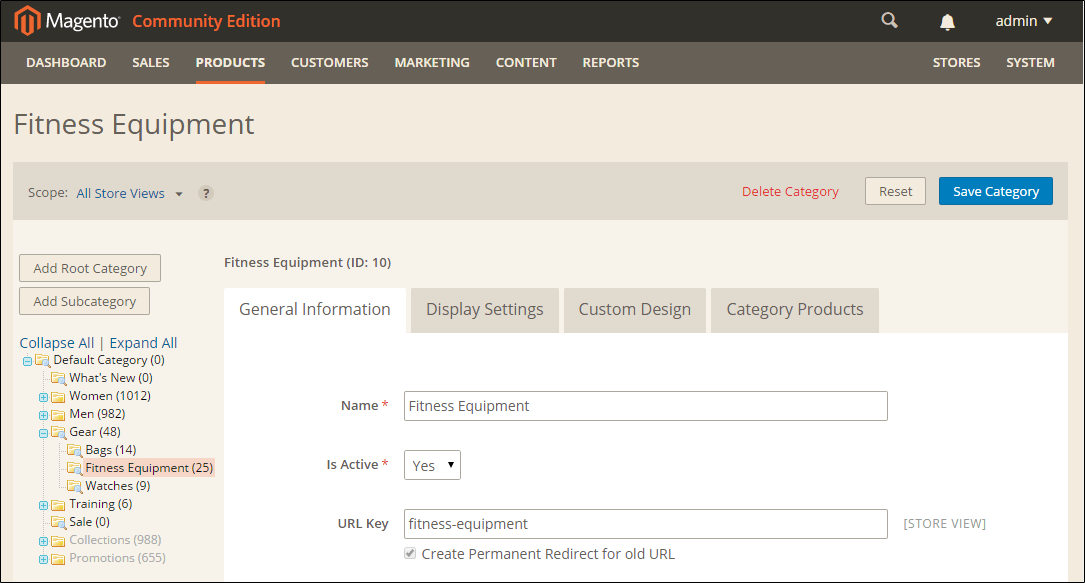 Magento® Community Edition admin
DASHBOARD SALES PRODUCTS CUSTOMERS MARKETING CONTENT REPORTS STORES SYSTEM
Fitness Equipment
Scope: All Store Views ? Delete Category Reset Save Category
Add Root Category
Add Subcategory
Collapse All | Expand All
Default Category (0)
What's New (0)
Women (1012)
Men (982)
Gear (48)
Bags (14)
Fitness Equipment (25)
Watches (9)
Training (6)
Sale (0)
Collections (988)
Promotions (655)
Fitness Equipment (ID: 10)
General Information Display Settings Custom Design Category Products
Name * Fitness Equipment
Is Active * Yes
URL Key fitness-equipment [STORE VIEW]
Create Permanent Redirect for old URL